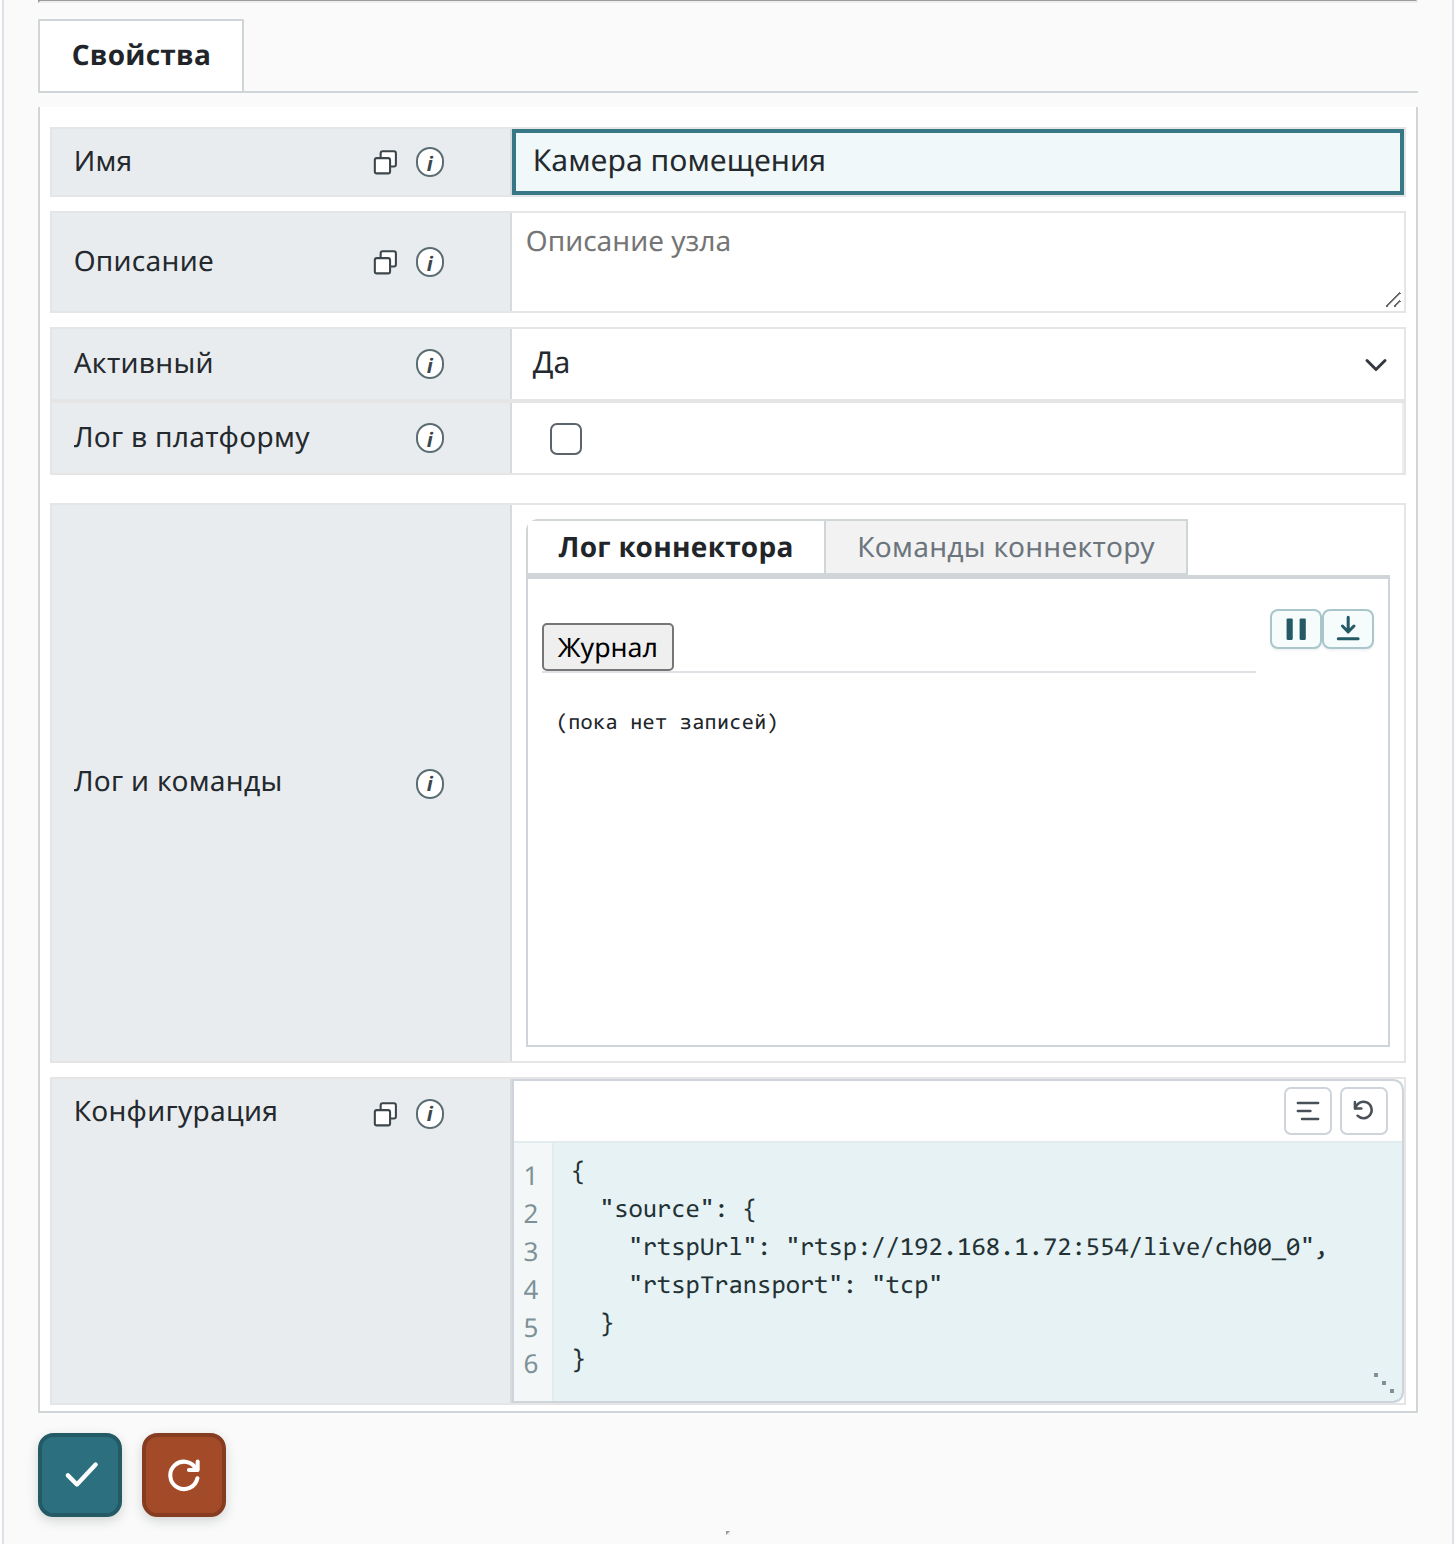 Свойства
Имя
Камера помещения
Описание
Описание узла
Активный
Да
Лог в платформу
Лог и команды
Лог коннектора
Команды коннектору
Журнал
(пока нет записей)
Конфигурация
1 {
2 "source": {
3 "rtspUrl": "rtsp://192.168.1.72:554/live/ch00_0",
4 "rtspTransport": "tcp"
5 }
6 }